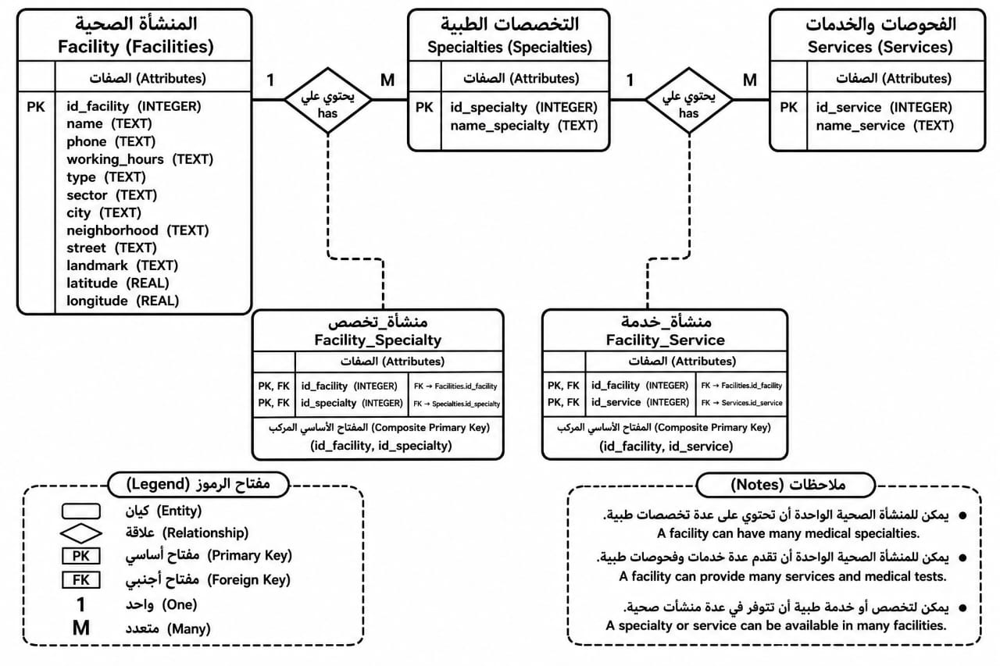 المنشأة الصحية
Facility (Facilities)
الصفات (Attributes)
PK
id_facility (INTEGER)
name (TEXT)
phone (TEXT)
working_hours (TEXT)
type (TEXT)
sector (TEXT)
city (TEXT)
neighborhood (TEXT)
street (TEXT)
landmark (TEXT)
latitude (REAL)
longitude (REAL)
1
يحتوي علي
has
M
التخصصات الطبية
Specialties (Specialties)
الصفات (Attributes)
PK
id_specialty (INTEGER)
name_specialty (TEXT)
1
يحتوي علي
has
M
الفحوصات والخدمات
Services (Services)
الصفات (Attributes)
PK
id_service (INTEGER)
name_service (TEXT)
منشأة_تخصص
Facility_Specialty
الصفات (Attributes)
PK, FK id_facility (INTEGER) FK → Facilities.id_facility
PK, FK id_specialty (INTEGER) FK → Specialties.id_specialty
المفتاح الأساسي المركب (Composite Primary Key)
(id_facility, id_specialty)
منشأة_خدمة
Facility_Service
الصفات (Attributes)
PK, FK id_facility (INTEGER) FK → Facilities.id_facility
PK, FK id_service (INTEGER) FK → Services.id_service
المفتاح الأساسي المركب (Composite Primary Key)
(id_facility, id_service)
مفتاح الرموز (Legend)
كيان (Entity)
علاقة (Relationship)
PK مفتاح أساسي (Primary Key)
FK مفتاح أجنبي (Foreign Key)
1 واحد (One)
M متعدد (Many)
ملاحظات (Notes)
● يمكن للمنشأة الصحية الواحدة أن تحتوي على عدة تخصصات طبية.
A facility can have many medical specialties.
● يمكن للمنشأة الصحية الواحدة أن تقدم عدة خدمات وفحوصات طبية.
A facility can provide many services and medical tests.
● يمكن لتخصص أو خدمة طبية أن تتوفر في عدة منشأت صحية.
A specialty or service can be available in many facilities.